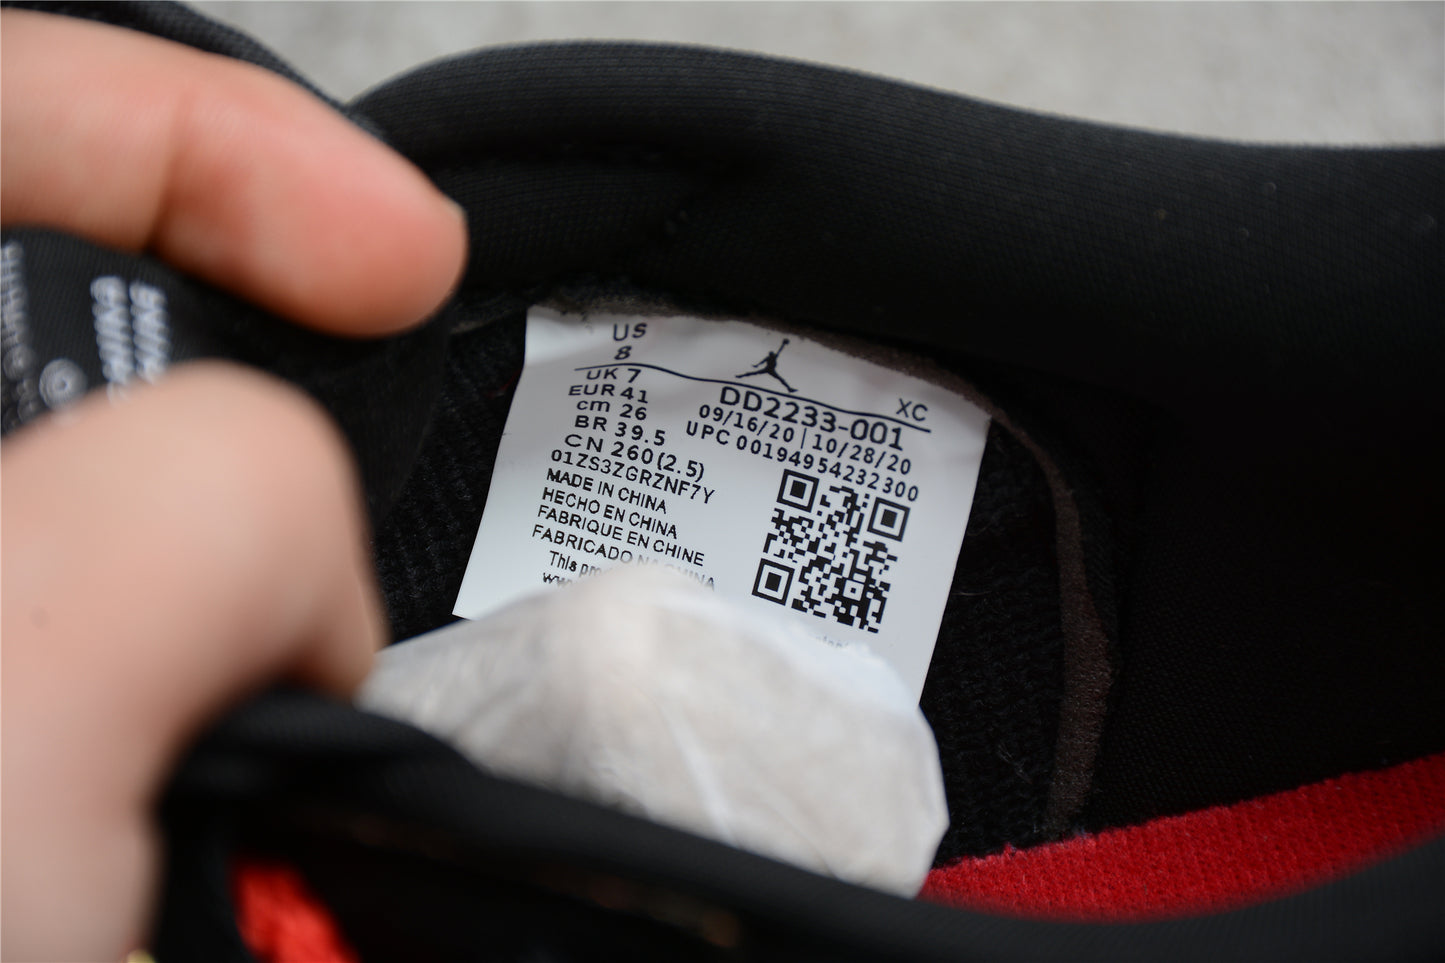 US
8
UK 7
EUR 41
cm 26
BR 39.5
CN 260(2.5)
01ZS3ZGRZNF7Y
MADE IN CHINA
HECHO EN CHINA
FABRIQUE EN CHINE
FABRICADO NA CHINA
This
XC
DD2233-001
09/16/20 | 10/28/20
UPC 00194954232300